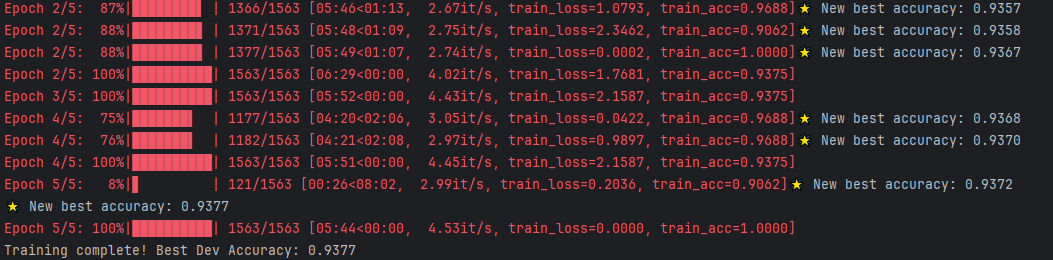 Epoch 2/5:  87%|████████▋ | 1366/1563 [05:46<01:13,  2.67it/s, train_loss=1.0793, train_acc=0.9688]⭐ New best accuracy: 0.9357
Epoch 2/5:  88%|████████▊ | 1371/1563 [05:48<01:09,  2.75it/s, train_loss=2.3462, train_acc=0.9062]⭐ New best accuracy: 0.9358
Epoch 2/5:  88%|████████▊ | 1377/1563 [05:49<01:07,  2.74it/s, train_loss=0.0002, train_acc=1.0000]⭐ New best accuracy: 0.9367
Epoch 2/5: 100%|██████████| 1563/1563 [06:29<00:00,  4.02it/s, train_loss=1.7681, train_acc=0.9375]
Epoch 3/5: 100%|██████████| 1563/1563 [05:52<00:00,  4.43it/s, train_loss=2.1587, train_acc=0.9375]
Epoch 4/5:  75%|███████▌  | 1177/1563 [04:20<02:06,  3.05it/s, train_loss=0.0422, train_acc=0.9688]⭐ New best accuracy: 0.9368
Epoch 4/5:  76%|███████▌  | 1182/1563 [04:21<02:08,  2.97it/s, train_loss=0.9897, train_acc=0.9688]⭐ New best accuracy: 0.9370
Epoch 4/5: 100%|██████████| 1563/1563 [05:51<00:00,  4.45it/s, train_loss=2.1587, train_acc=0.9375]
Epoch 5/5:   8%|▊         | 121/1563 [00:26<08:02,  2.99it/s, train_loss=0.2036, train_acc=0.9062]⭐ New best accuracy: 0.9372
⭐ New best accuracy: 0.9377
Epoch 5/5: 100%|██████████| 1563/1563 [05:44<00:00,  4.53it/s, train_loss=0.0000, train_acc=1.0000]
Training complete! Best Dev Accuracy: 0.9377